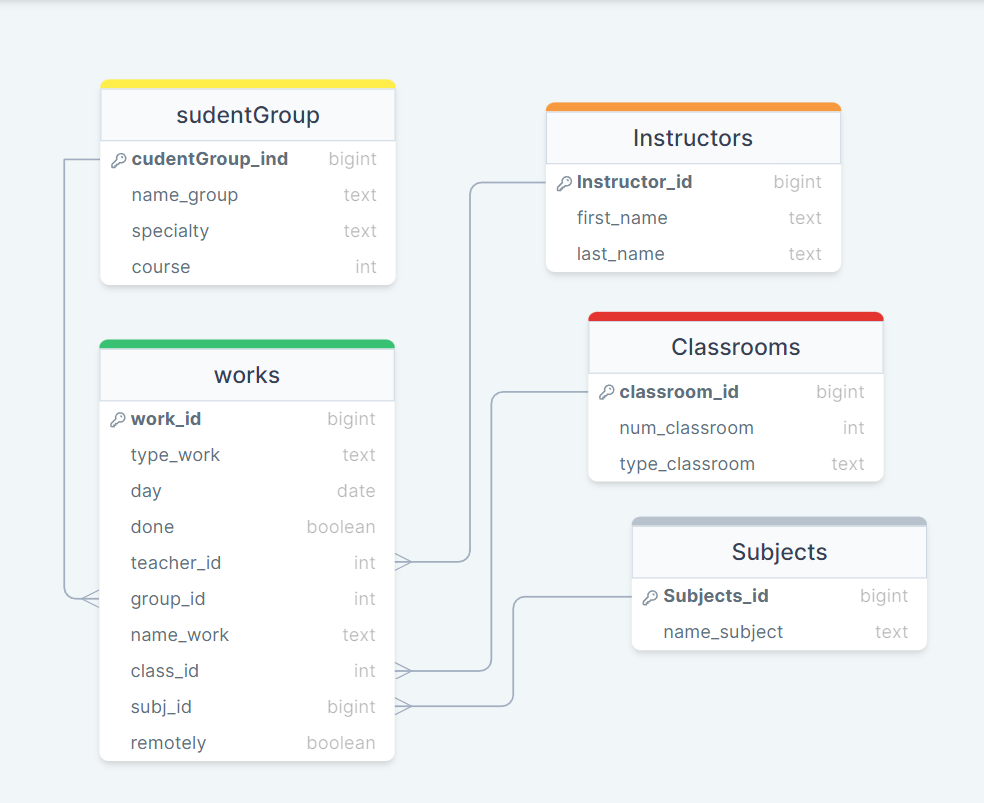 sudentGroup
cudentGroup_ind bigint
name_group text
specialty text
course int
Instructors
Instructor_id bigint
first_name text
last_name text
works
work_id bigint
type_work text
day date
done boolean
teacher_id int
group_id int
name_work text
class_id int
subj_id bigint
remotely boolean
Classrooms
classroom_id bigint
num_classroom int
type_classroom text
Subjects
Subjects_id bigint
name_subject text